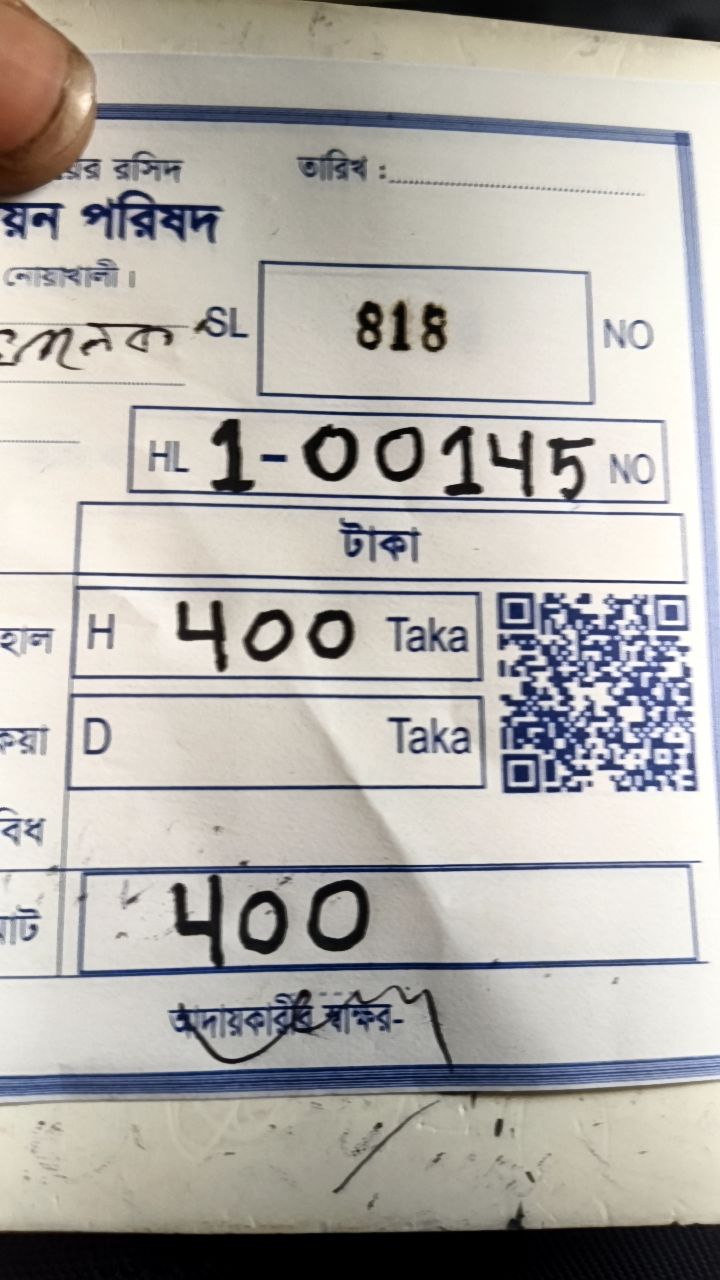 রসিদ তারিখ :
পরিষদ
নোয়াখালী।
SL 818 NO
HL 1-00145 NO
টাকা
হাল H 400 Taka
D Taka
400
আদায়কারীর স্বাক্ষর-